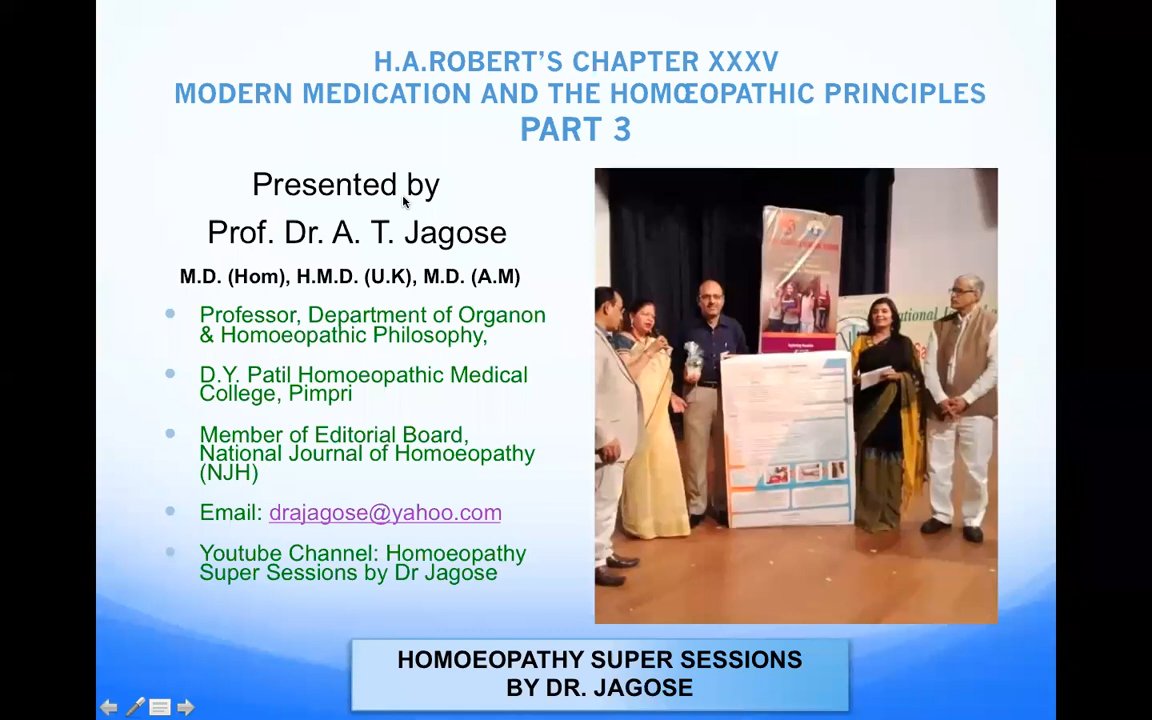 H.A.ROBERT'S CHAPTER XXXV
MODERN MEDICATION AND THE HOMŒOPATHIC PRINCIPLES
PART 3
Presented by
Prof. Dr. A. T. Jagose
M.D. (Hom), H.M.D. (U.K), M.D. (A.M)
Professor, Department of Organon
& Homoeopathic Philosophy,
D.Y. Patil Homoeopathic Medical
College, Pimpri
Member of Editorial Board,
National Journal of Homoeopathy
(NJH)
Email: drajagose@yahoo.com
Youtube Channel: Homoeopathy
Super Sessions by Dr Jagose
HOMOEOPATHY SUPER SESSIONS
BY DR. JAGOSE